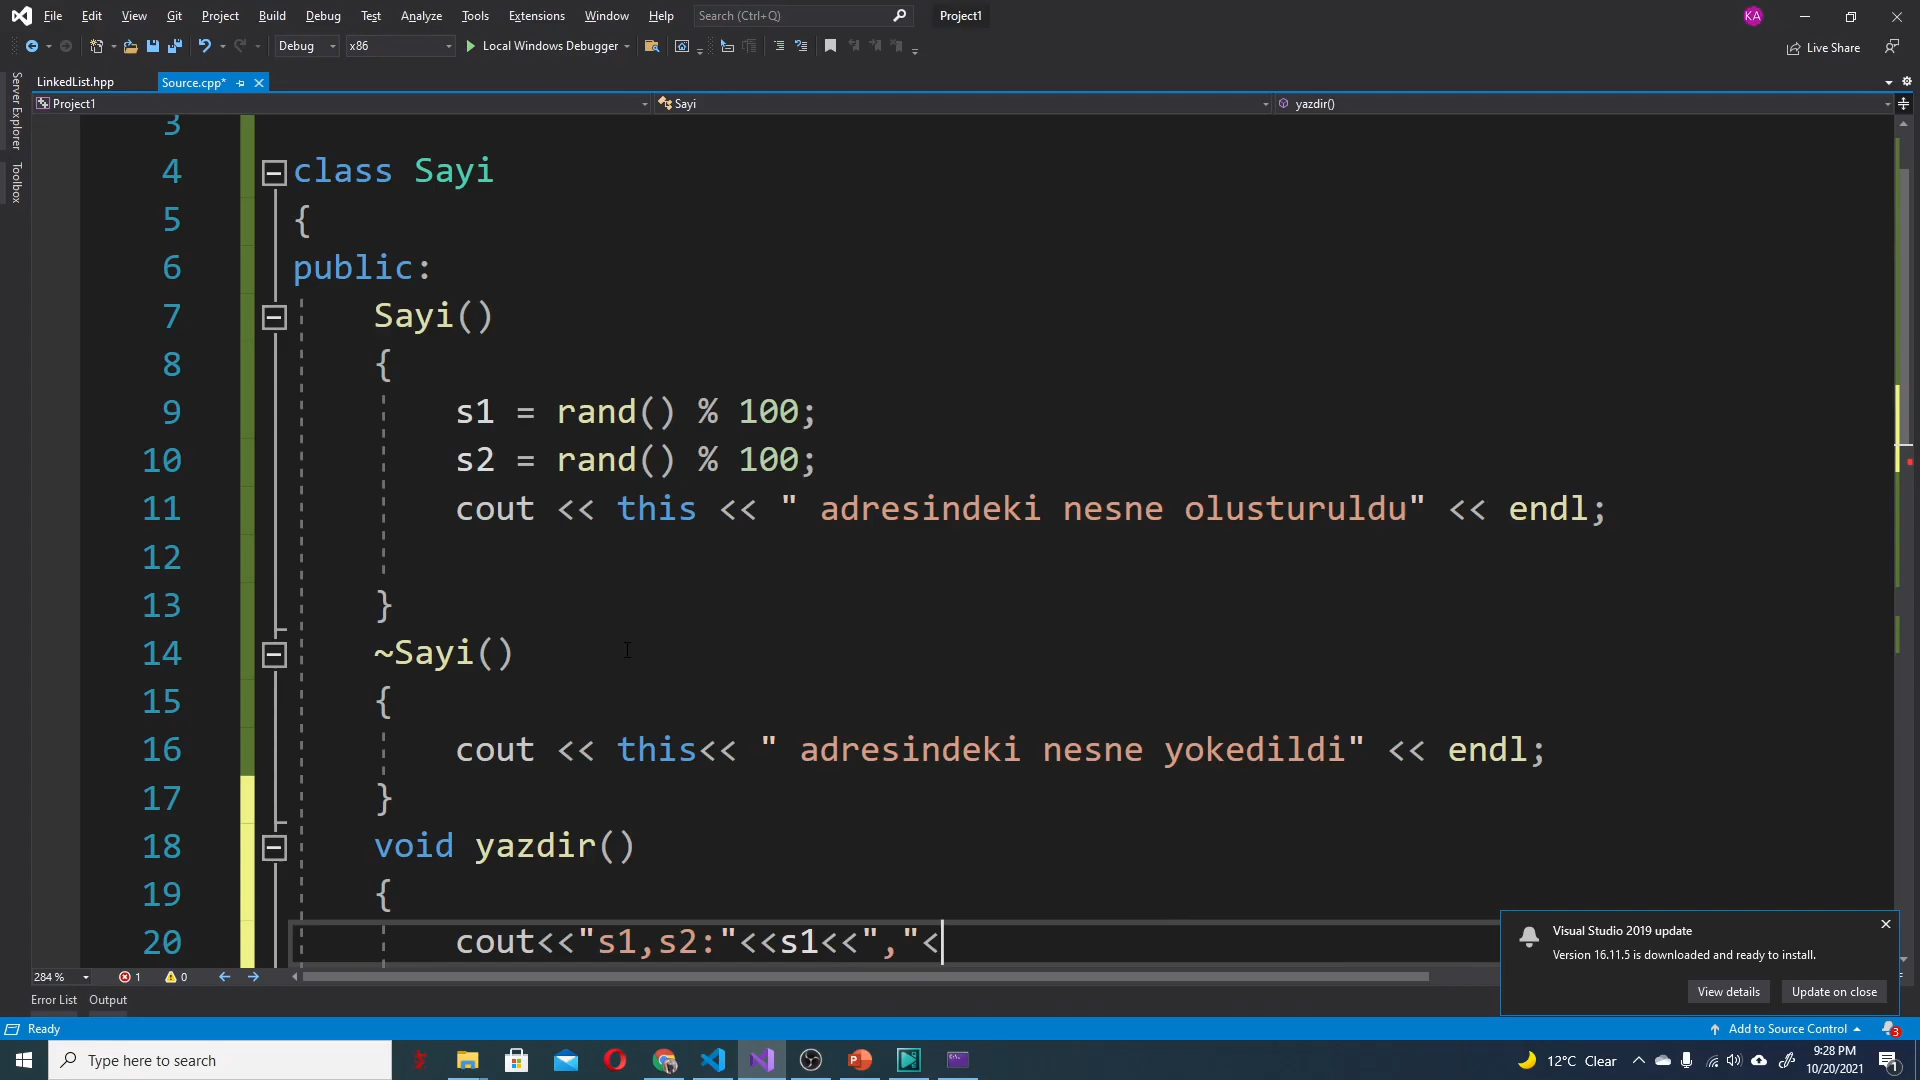 File Edit View Git Project Build Debug Test Analyze Tools Extensions Window Help Search (Ctrl+Q) Project1 KA
Debug x86 Local Windows Debugger Live Share
Server Explorer
Toolbox
LinkedList.hpp Source.cpp*
Project1 Sayi yazdir()
3
4 class Sayi
5 {
6 public:
7 Sayi()
8 {
9 s1 = rand() % 100;
10 s2 = rand() % 100;
11 cout << this << " adresindeki nesne olusturuldu" << endl;
12
13 }
14 ~Sayi()
15 {
16 cout << this<< " adresindeki nesne yokedildi" << endl;
17 }
18 void yazdir()
19 {
20 cout<<"s1,s2:"<<s1<<","<
Visual Studio 2019 update
Version 16.11.5 is downloaded and ready to install.
View details Update on close
284 % 1 0
Error List Output
Ready Add to Source Control 3
Type here to search 12°C Clear 9:28 PM
10/20/2021 1